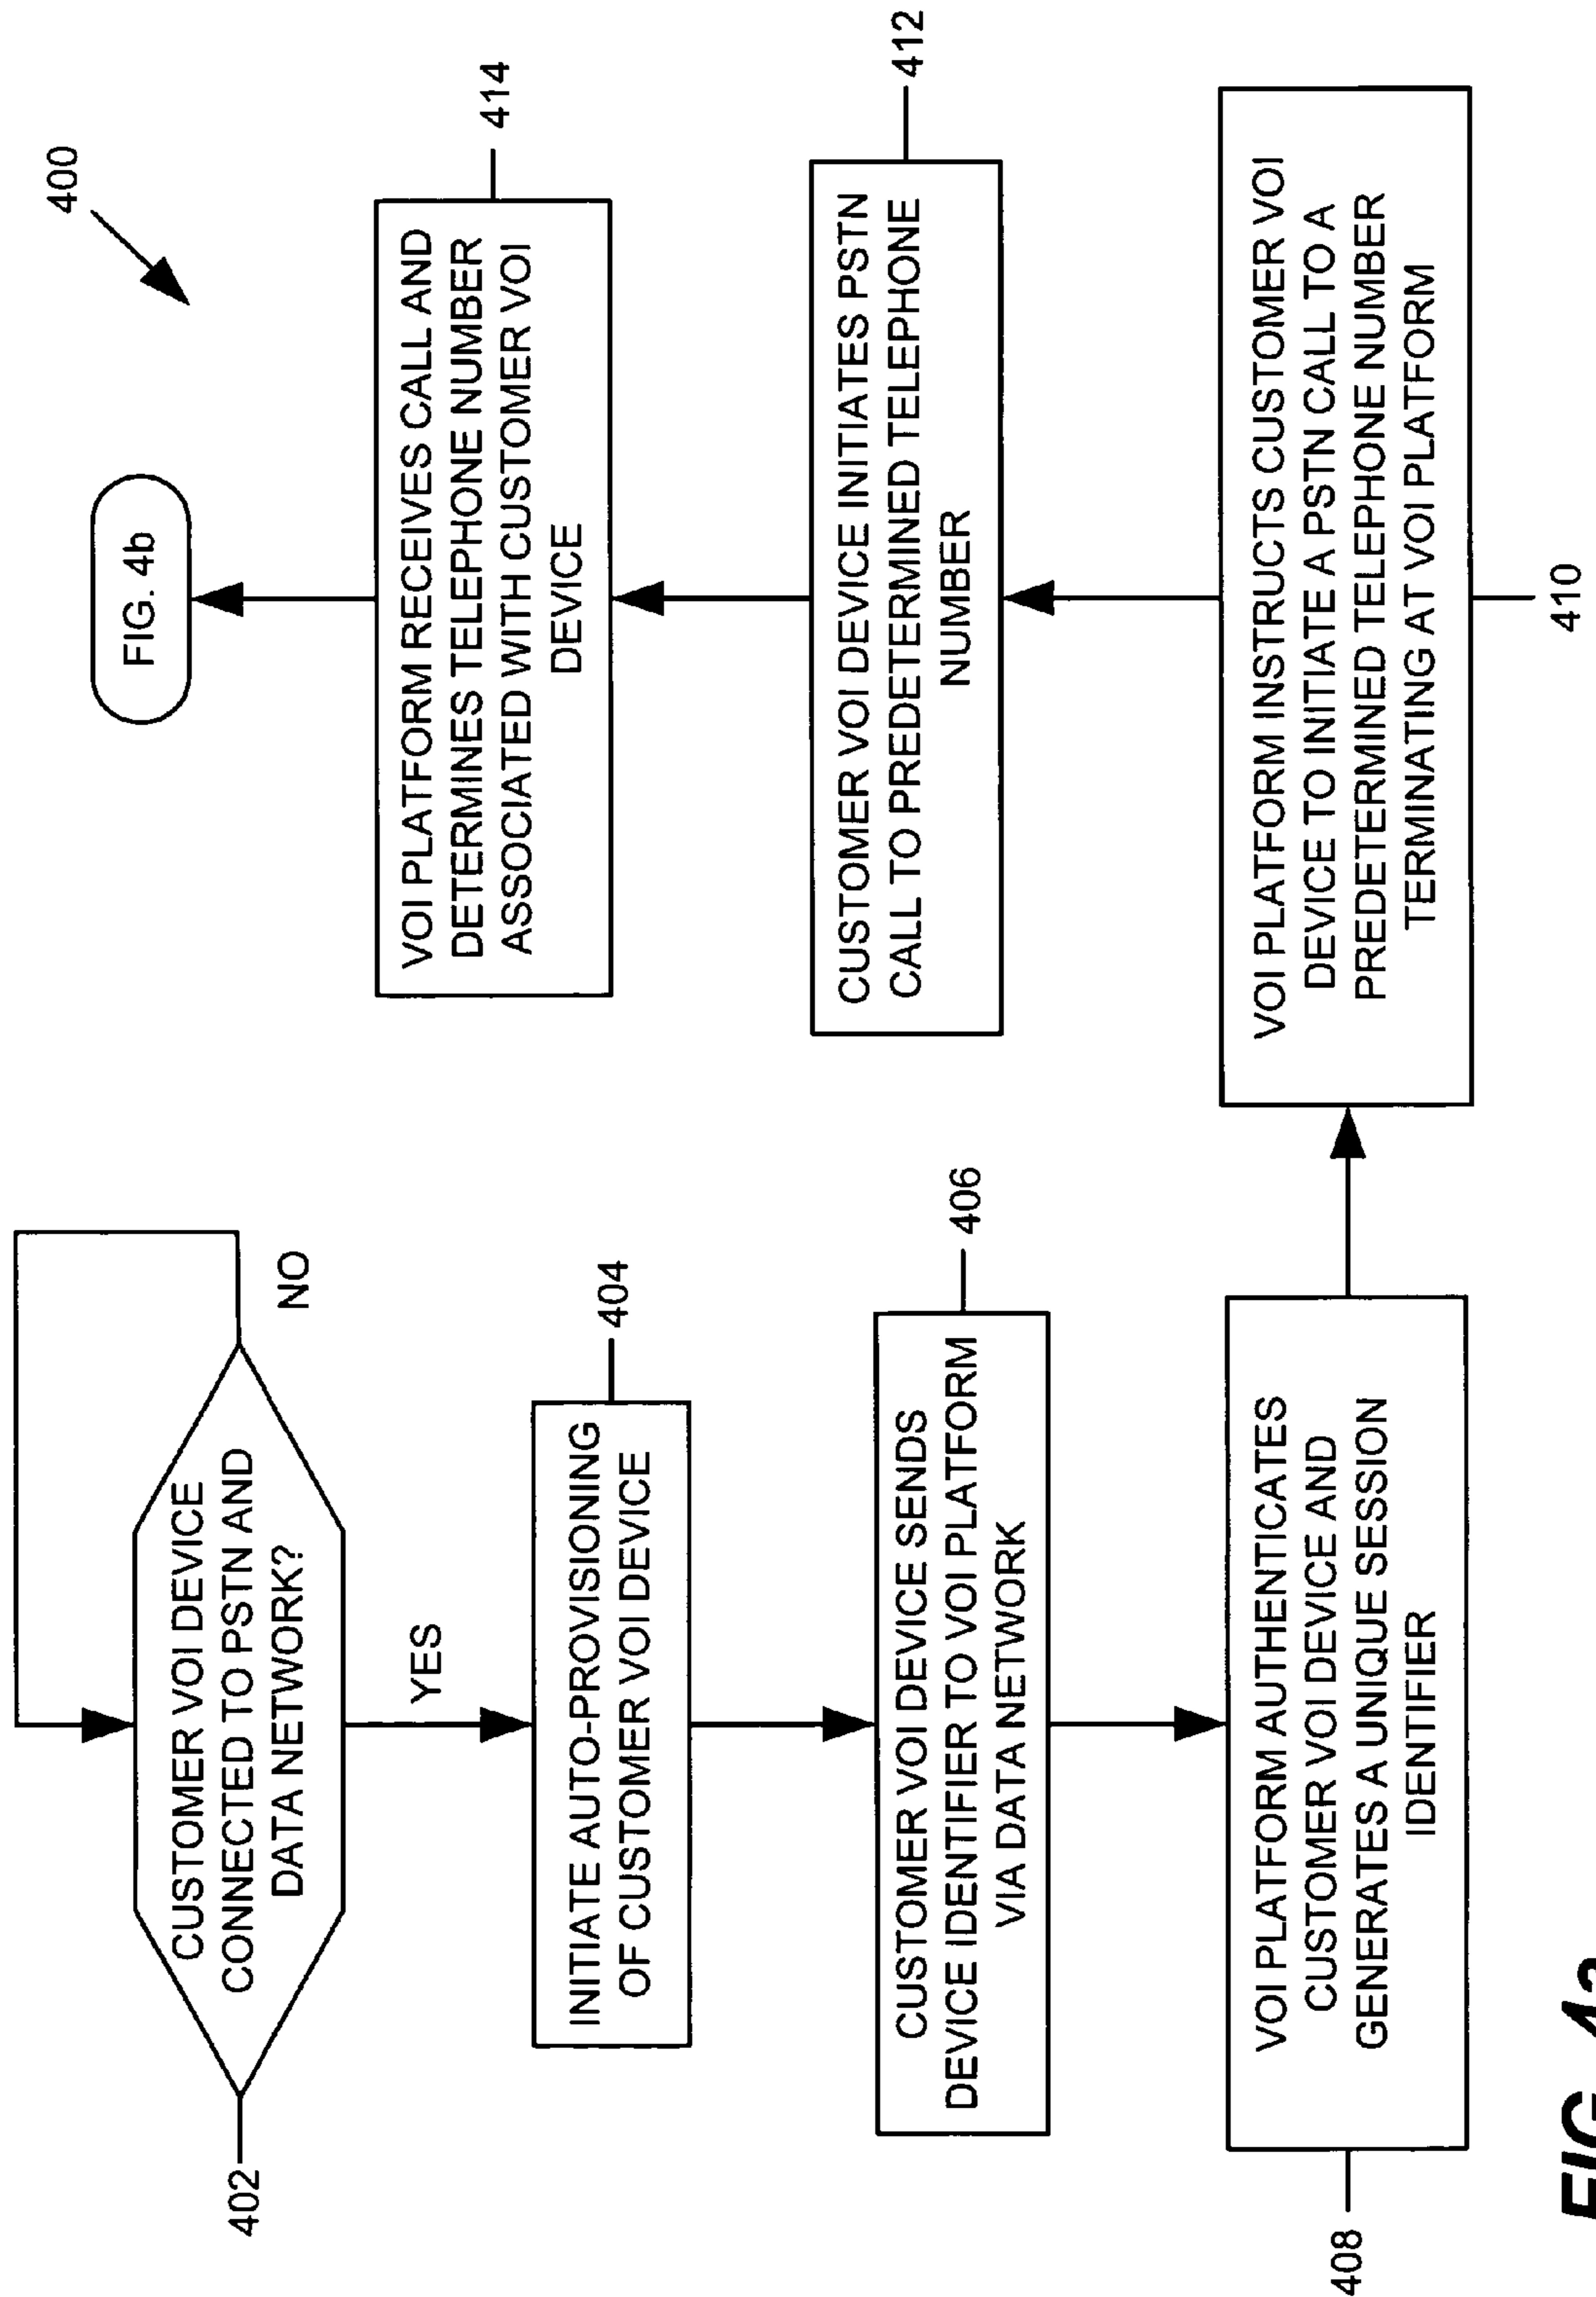 400
CUSTOMER VOI DEVICE
CONNECTED TO PSTN AND
DATA NETWORK?
402
NO
YES
INITIATE AUTO-PROVISIONING
OF CUSTOMER VOI DEVICE
404
CUSTOMER VOI DEVICE SENDS
DEVICE IDENTIFIER TO VOI PLATFORM
VIA DATA NETWORK
406
VOI PLATFORM AUTHENTICATES
CUSTOMER VOI DEVICE AND
GENERATES A UNIQUE SESSION
IDENTIFIER
408
VOI PLATFORM INSTRUCTS CUSTOMER VOI
DEVICE TO INITIATE A PSTN CALL TO A
PREDETERMINED TELEPHONE NUMBER
TERMINATING AT VOI PLATFORM
410
CUSTOMER VOI DEVICE INITIATES PSTN
CALL TO PREDETERMINED TELEPHONE
NUMBER
412
VOI PLATFORM RECEIVES CALL AND
DETERMINES TELEPHONE NUMBER
ASSOCIATED WITH CUSTOMER VOI
DEVICE
414
FIG. 4b
FIG. 4a